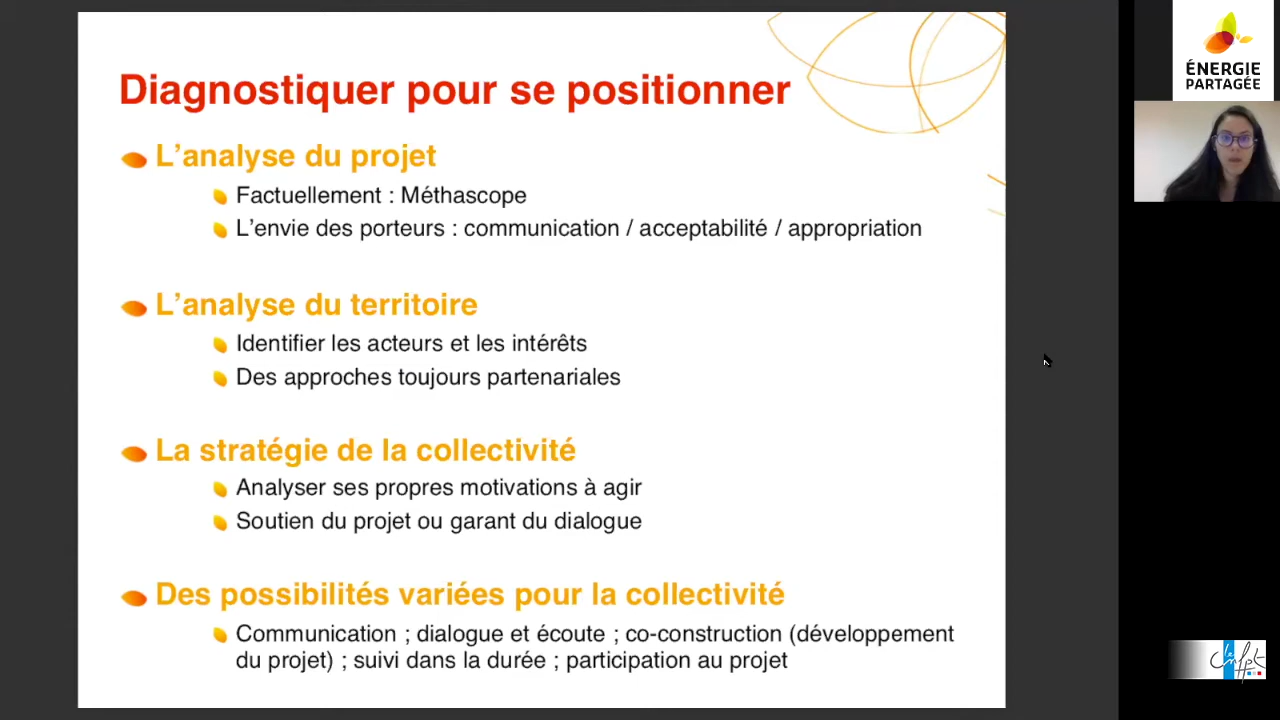 Diagnostiquer pour se positionner
L'analyse du projet
Factuellement : Méthascope
L'envie des porteurs : communication / acceptabilité / appropriation
L'analyse du territoire
Identifier les acteurs et les intérêts
Des approches toujours partenariales
La stratégie de la collectivité
Analyser ses propres motivations à agir
Soutien du projet ou garant du dialogue
Des possibilités variées pour la collectivité
Communication ; dialogue et écoute ; co-construction (développement
du projet) ; suivi dans la durée ; participation au projet
ÉNERGIE
PARTAGÉE
le cnfpt